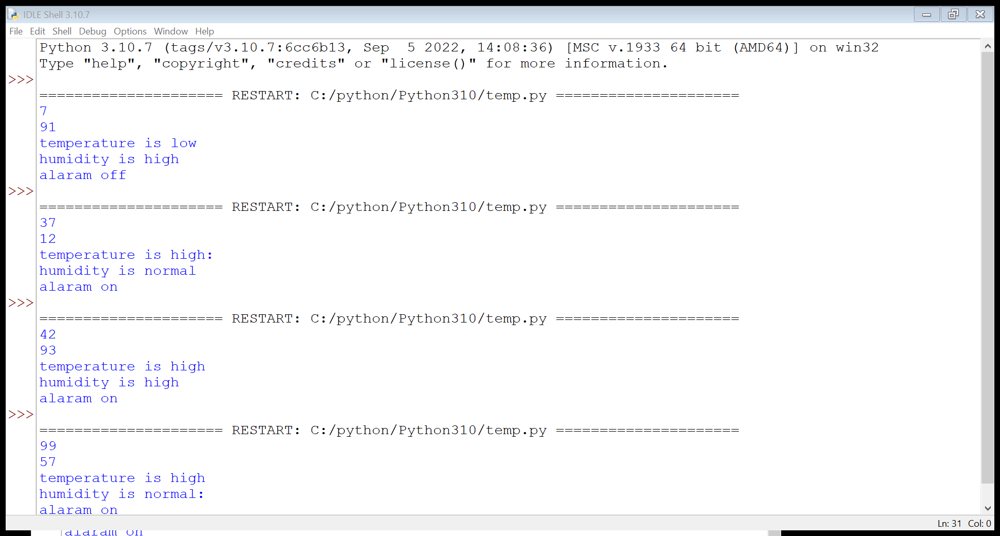 IDLE Shell 3.10.7
File Edit Shell Debug Options Window Help
Python 3.10.7 (tags/v3.10.7:6cc6b13, Sep  5 2022, 14:08:36) [MSC v.1933 64 bit (AMD64)] on win32
Type "help", "copyright", "credits" or "license()" for more information.
>>>
===================== RESTART: C:/python/Python310/temp.py =====================
7
91
temperature is low
humidity is high
alaram off
>>>
===================== RESTART: C:/python/Python310/temp.py =====================
37
12
temperature is high:
humidity is normal
alaram on
>>>
===================== RESTART: C:/python/Python310/temp.py =====================
42
93
temperature is high
humidity is high
alaram on
>>>
===================== RESTART: C:/python/Python310/temp.py =====================
99
57
temperature is high
humidity is normal:
alaram on
Ln: 31 Col: 0
alaram on